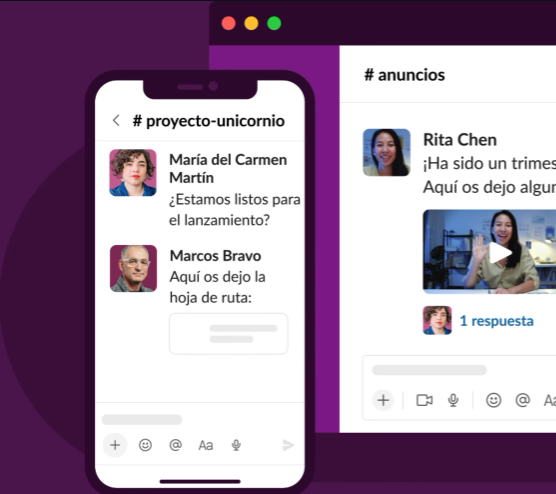 # proyecto-unicornio
María del Carmen
Martín
¿Estamos listos para
el lanzamiento?
Marcos Bravo
Aquí os dejo la
hoja de ruta:
Aa
# anuncios
Rita Chen
¡Ha sido un trimes
Aquí os dejo algun
1 respuesta
@
Aa